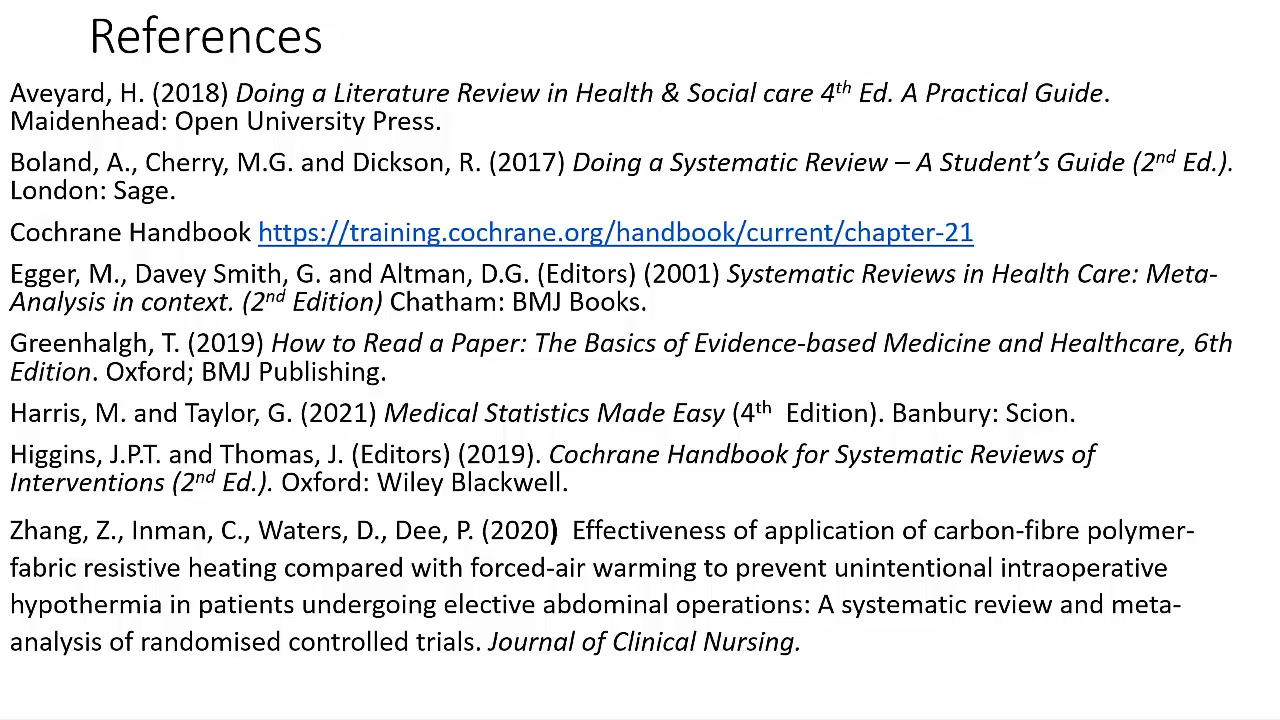 References
Aveyard, H. (2018) Doing a Literature Review in Health & Social care 4th Ed. A Practical Guide.
Maidenhead: Open University Press.
Boland, A., Cherry, M.G. and Dickson, R. (2017) Doing a Systematic Review – A Student’s Guide (2nd Ed.).
London: Sage.
Cochrane Handbook https://training.cochrane.org/handbook/current/chapter-21
Egger, M., Davey Smith, G. and Altman, D.G. (Editors) (2001) Systematic Reviews in Health Care: Meta-
Analysis in context. (2nd Edition) Chatham: BMJ Books.
Greenhalgh, T. (2019) How to Read a Paper: The Basics of Evidence-based Medicine and Healthcare, 6th
Edition. Oxford; BMJ Publishing.
Harris, M. and Taylor, G. (2021) Medical Statistics Made Easy (4th Edition). Banbury: Scion.
Higgins, J.P.T. and Thomas, J. (Editors) (2019). Cochrane Handbook for Systematic Reviews of
Interventions (2nd Ed.). Oxford: Wiley Blackwell.
Zhang, Z., Inman, C., Waters, D., Dee, P. (2020) Effectiveness of application of carbon-fibre polymer-
fabric resistive heating compared with forced-air warming to prevent unintentional intraoperative
hypothermia in patients undergoing elective abdominal operations: A systematic review and meta-
analysis of randomised controlled trials. Journal of Clinical Nursing.